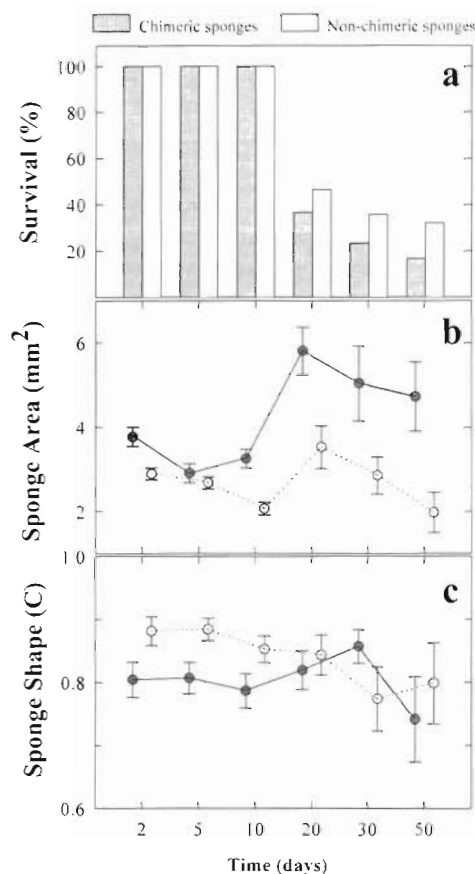 Chimeric sponges Non-chimeric sponges
a
100
80
60
40
20
Survival (%)
b
6
4
2
Sponge Area (mm²)
c
1 0
0.8
0.6
Sponge Shape (C)
2 5 10 20 30 50
Time (days)